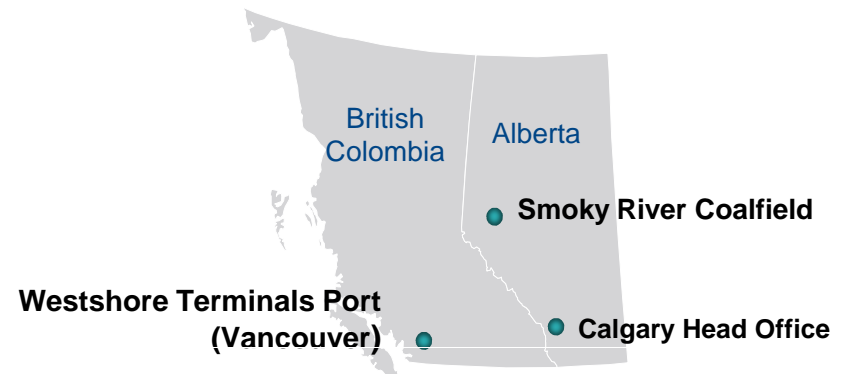 British
Colombia
Alberta
Smoky River Coalfield
Westshore Terminals Port
(Vancouver)
Calgary Head Office